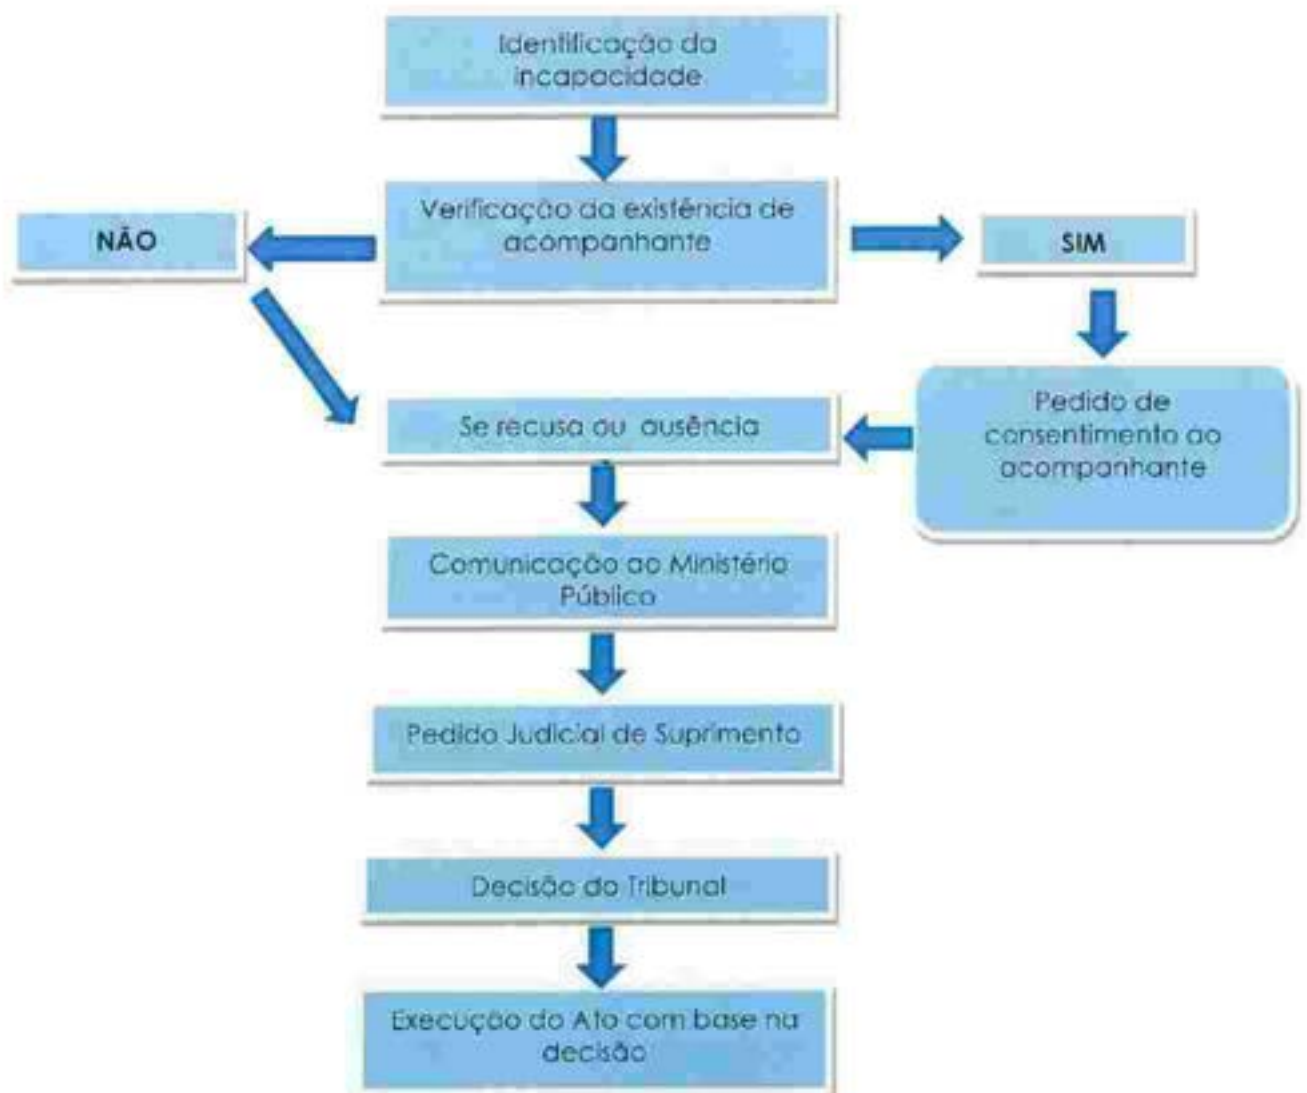 Identificação da
incapacidade
Verificação da existência de
acompanhante
NÃO
SIM
Pedido de
consentimento ao
acompanhante
Se recusa ou ausência
Comunicação ao Ministério
Público
Pedido Judicial de Suprimento
Decisão do Tribunal
Execução do Ato com base na
decisão